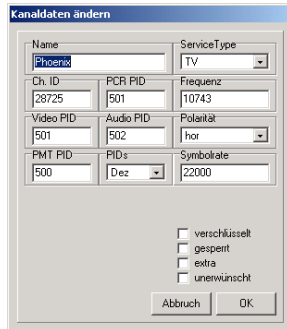 Kanaldaten ändern
Name ServiceType
Phoenix TV
Ch. ID PCR PID Frequenz
28725 501 10743
Video PID Audio PID Polarität
501 502 hor
PMT PID PIDs Symbolrate
500 Dez 22000
verschlüsselt
gesperrt
extra
unerwünscht
Abbruch OK